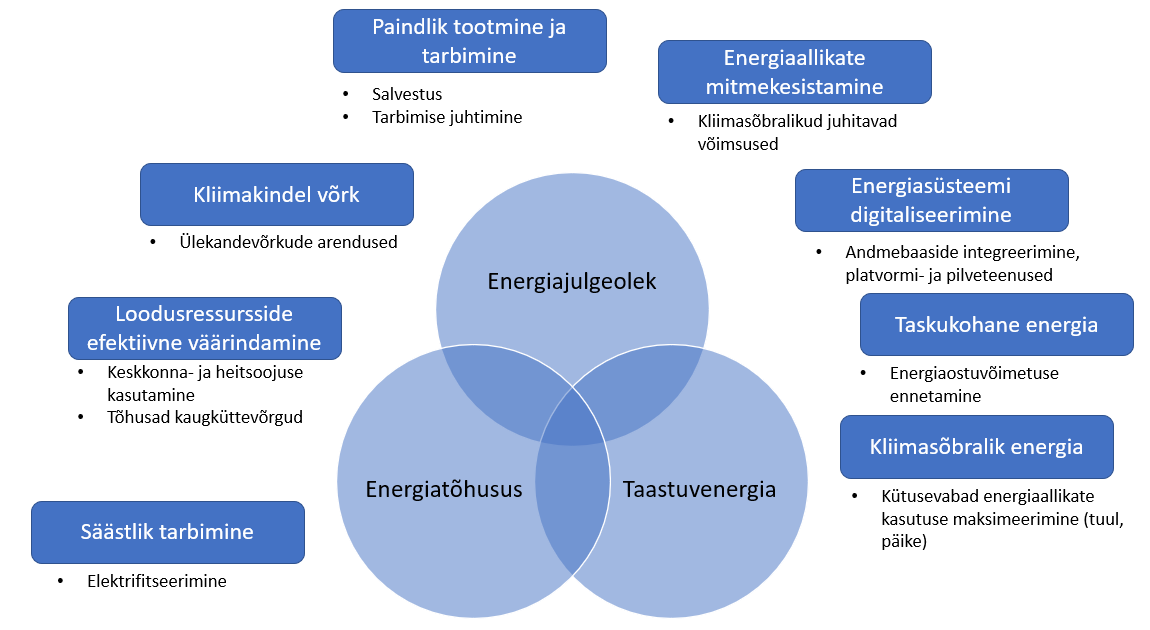 Paindlik tootmine ja
tarbimine
• Salvestus
• Tarbimise juhtimine
Energiaallikate
mitmekesistamine
• Kliimasõbralikud juhitavad
võimsused
Kliimakindel võrk
• Ülekandevõrkude arendused
Energiasüsteemi
digitaliseerimine
• Andmebaaside integreerimine,
platvormi- ja pilveteenused
Energiajulgeolek
Loodusressursside
efektiivne väärindamine
• Keskkonna- ja heitsoojuse
kasutamine
• Tõhusad kaugküttevõrgud
Taskukohane energia
• Energiaostuvõimetuse
ennetamine
Kliimasõbralik energia
• Kütusevabad energiaallikate
kasutuse maksimeerimine (tuul,
päike)
Energiatõhusus
Taastuvenergia
Säästlik tarbimine
• Elektrifitseerimine